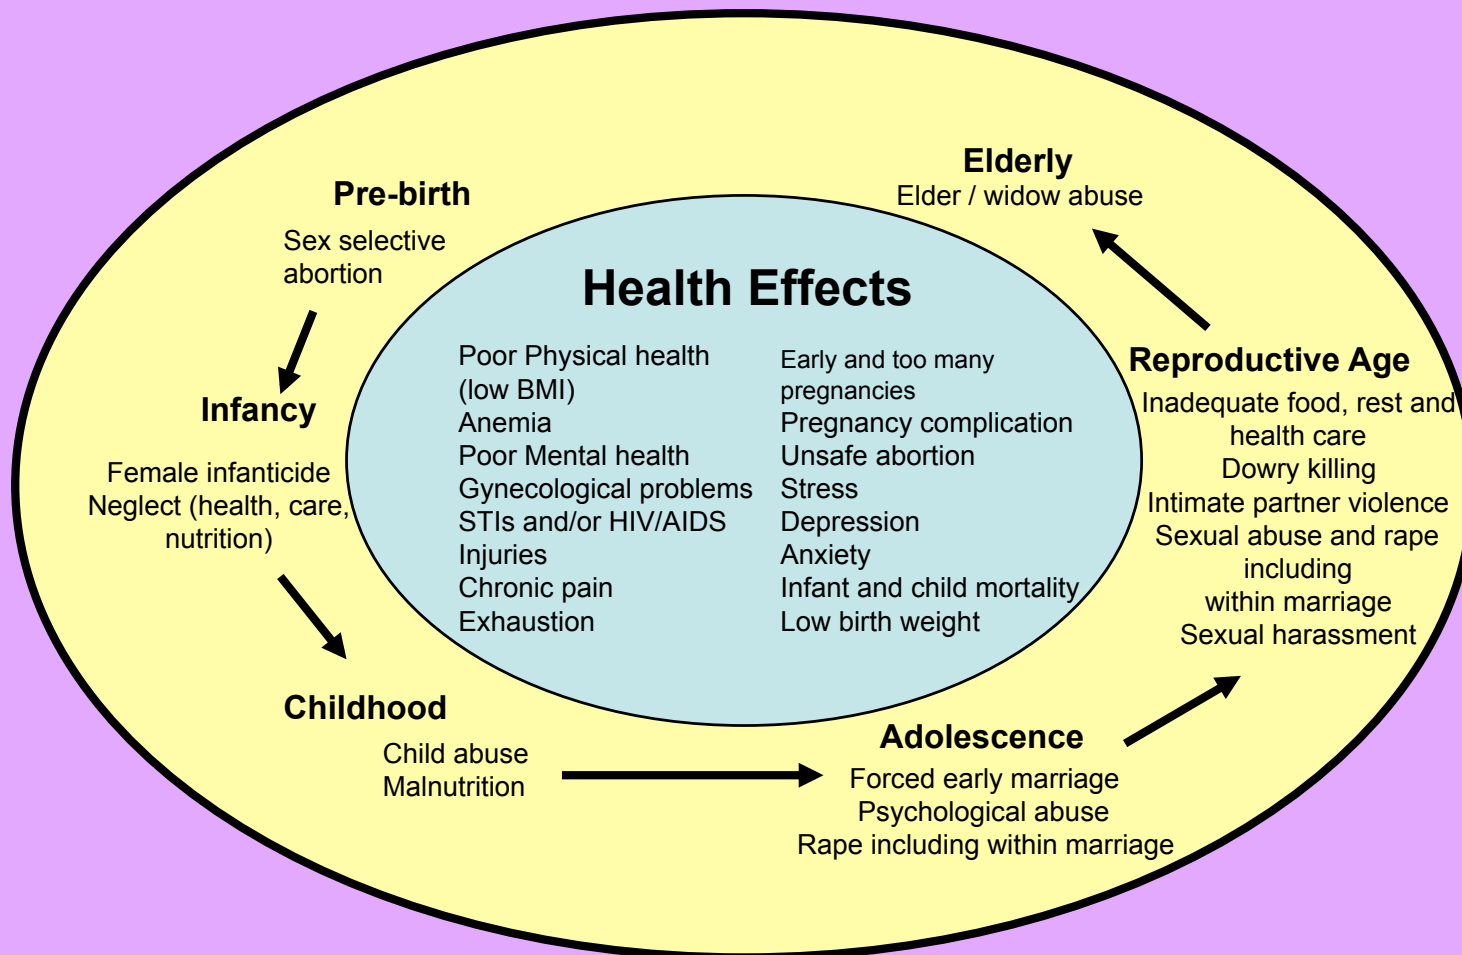 Pre-birth
Sex selective
abortion
Infancy
Female infanticide
Neglect (health, care,
nutrition)
Childhood
Child abuse
Malnutrition
Adolescence
Forced early marriage
Psychological abuse
Rape including within marriage
Reproductive Age
Inadequate food, rest and
health care
Dowry killing
Intimate partner violence
Sexual abuse and rape
including
within marriage
Sexual harassment
Elderly
Elder / widow abuse
Health Effects
Poor Physical health
(low BMI)
Anemia
Poor Mental health
Gynecological problems
STIs and/or HIV/AIDS
Injuries
Chronic pain
Exhaustion
Early and too many
pregnancies
Pregnancy complication
Unsafe abortion
Stress
Depression
Anxiety
Infant and child mortality
Low birth weight